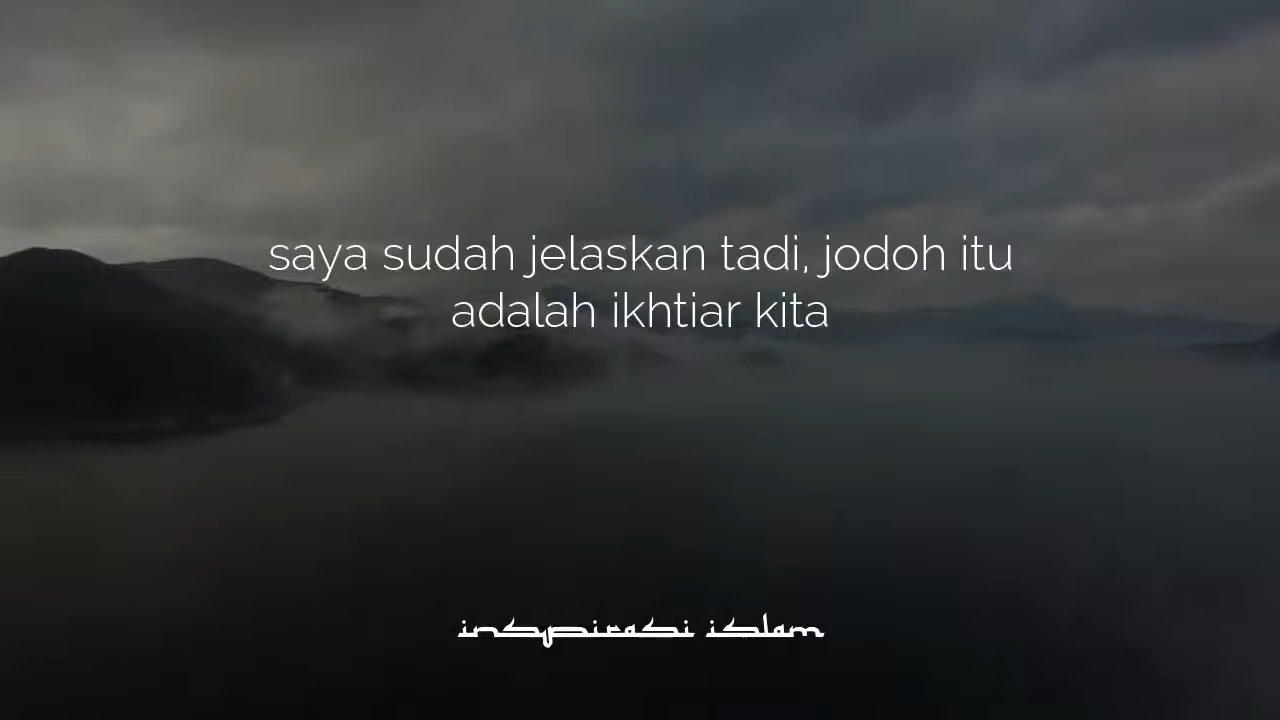 saya sudah jelaskan tadi, jodoh itu
adalah ikhtiar kita
inspirasi islam